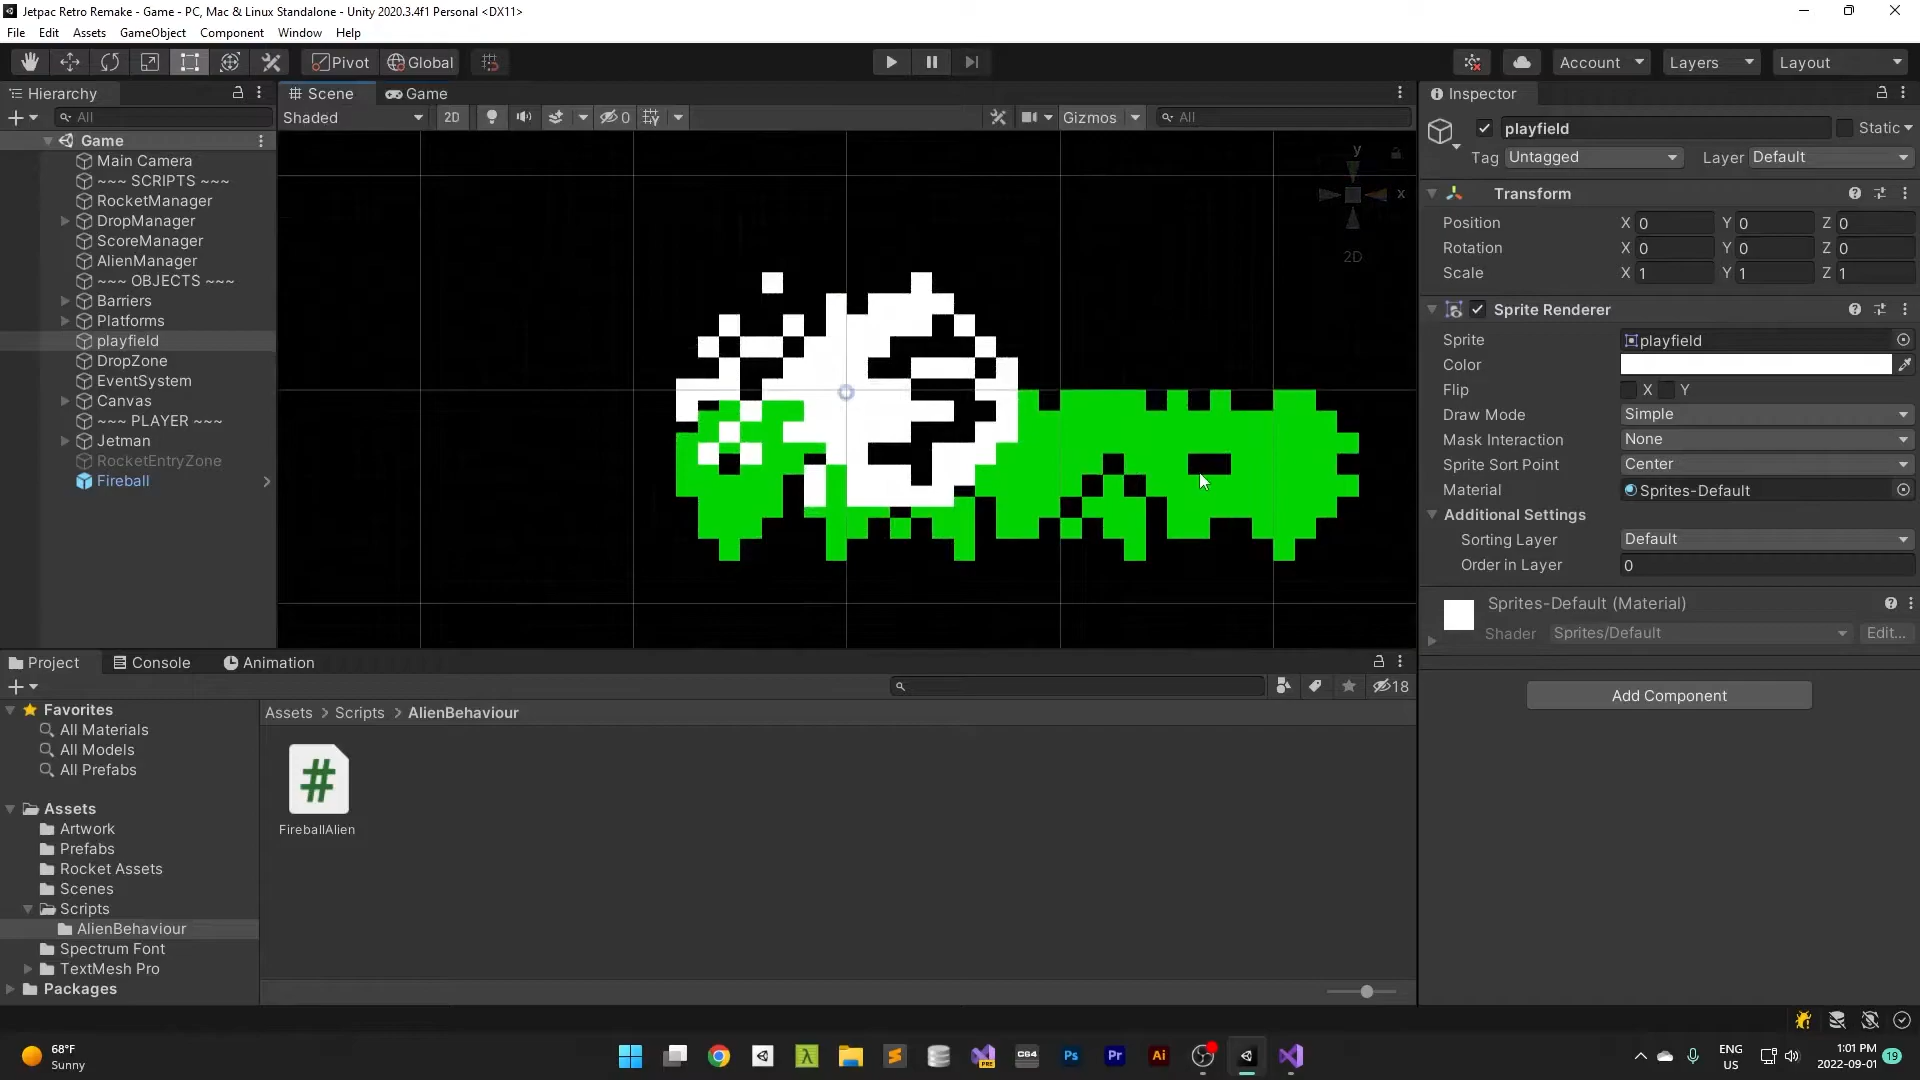 Jetpac Retro Remake - Game - PC, Mac & Linux Standalone - Unity 2020.3.4f1 Personal <DX11>
File Edit Assets GameObject Component Window Help
Pivot Global Account Layers Layout
Hierarchy
All
Game
Main Camera
~~~ SCRIPTS ~~~
RocketManager
DropManager
ScoreManager
AlienManager
~~~ OBJECTS ~~~
Barriers
Platforms
playfield
DropZone
EventSystem
Canvas
~~~ PLAYER ~~~
Jetman
RocketEntryZone
Fireball
Scene Game
Shaded 2D 0 Gizmos All
y
x
2D
Inspector
playfield Static
Tag Untagged Layer Default
Transform
Position X 0 Y 0 Z 0
Rotation X 0 Y 0 Z 0
Scale X 1 Y 1 Z 1
Sprite Renderer
Sprite playfield
Color
Flip X Y
Draw Mode Simple
Mask Interaction None
Sprite Sort Point Center
Material Sprites-Default
Additional Settings
Sorting Layer Default
Order in Layer 0
Sprites-Default (Material)
Shader Sprites/Default Edit...
Add Component
Project Console Animation
18
Favorites
All Materials
All Models
All Prefabs
Assets
Artwork
Prefabs
Rocket Assets
Scenes
Scripts
AlienBehaviour
Spectrum Font
TextMesh Pro
Packages
Assets > Scripts > AlienBehaviour
#
FireballAlien
68°F
Sunny
λ
PRE
C64
Ps
Pr
Ai
ENG
US
1:01 PM
2022-09-01
19